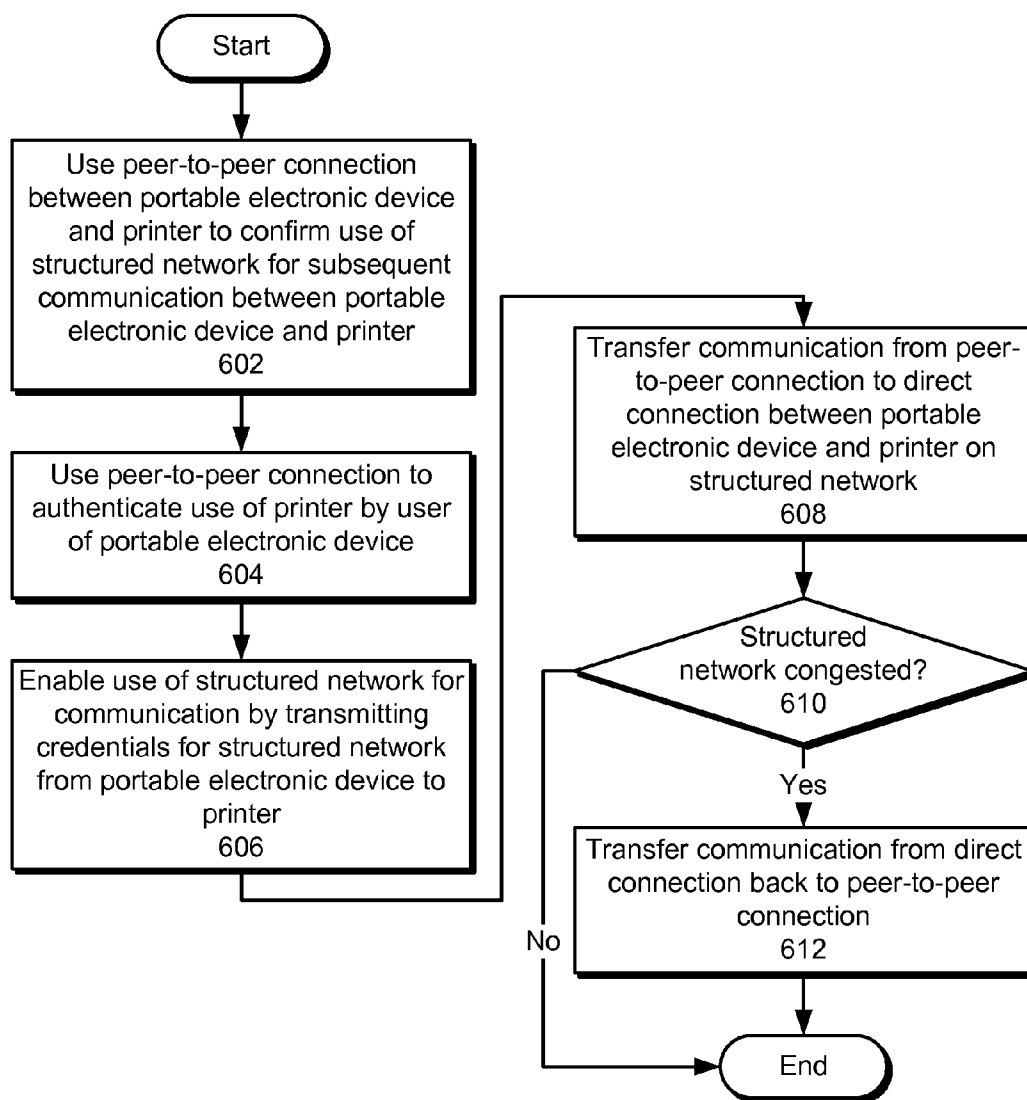 Start
Use peer-to-peer connection
between portable electronic device
and printer to confirm use of
structured network for subsequent
communication between portable
electronic device and printer
602
Use peer-to-peer connection to
authenticate use of printer by user
of portable electronic device
604
Enable use of structured network for
communication by transmitting
credentials for structured network
from portable electronic device to
printer
606
Transfer communication from peer-
to-peer connection to direct
connection between portable
electronic device and printer on
structured network
608
Structured
network congested?
610
Yes
Transfer communication from direct
connection back to peer-to-peer
connection
612
No
End